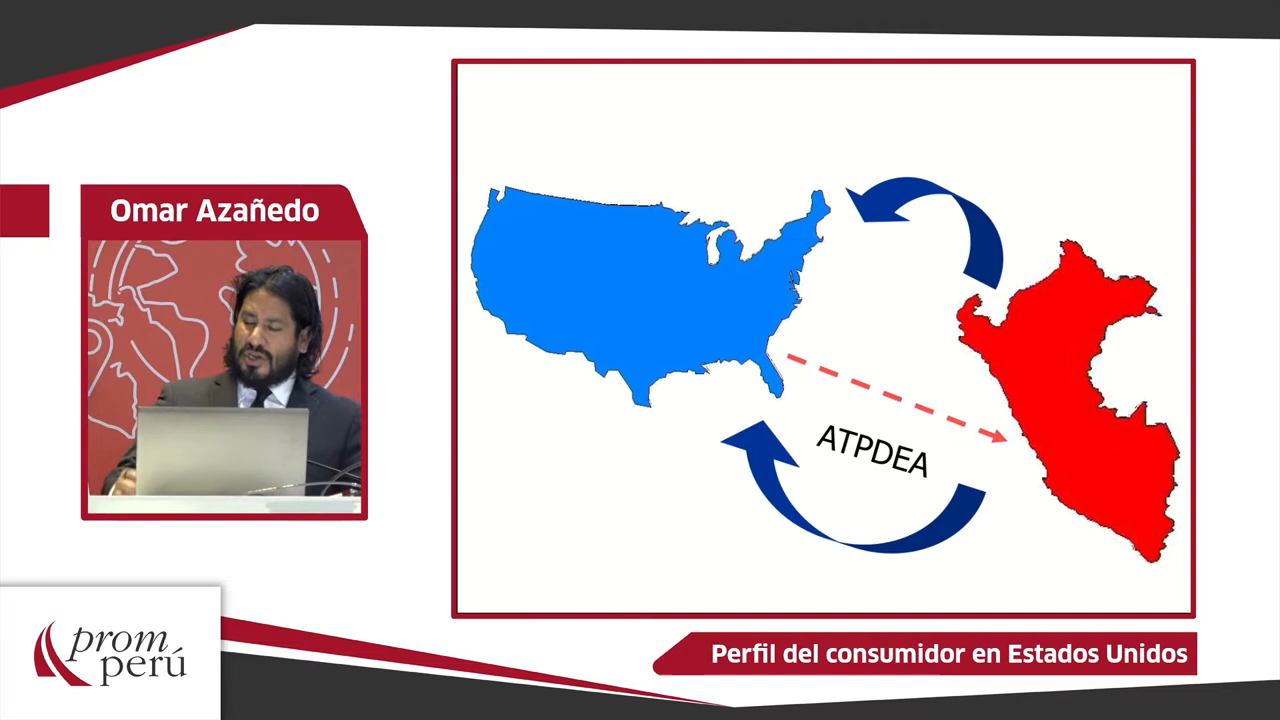 Omar Azañedo
ATPDEA
prom
perú
Perfil del consumidor en Estados Unidos